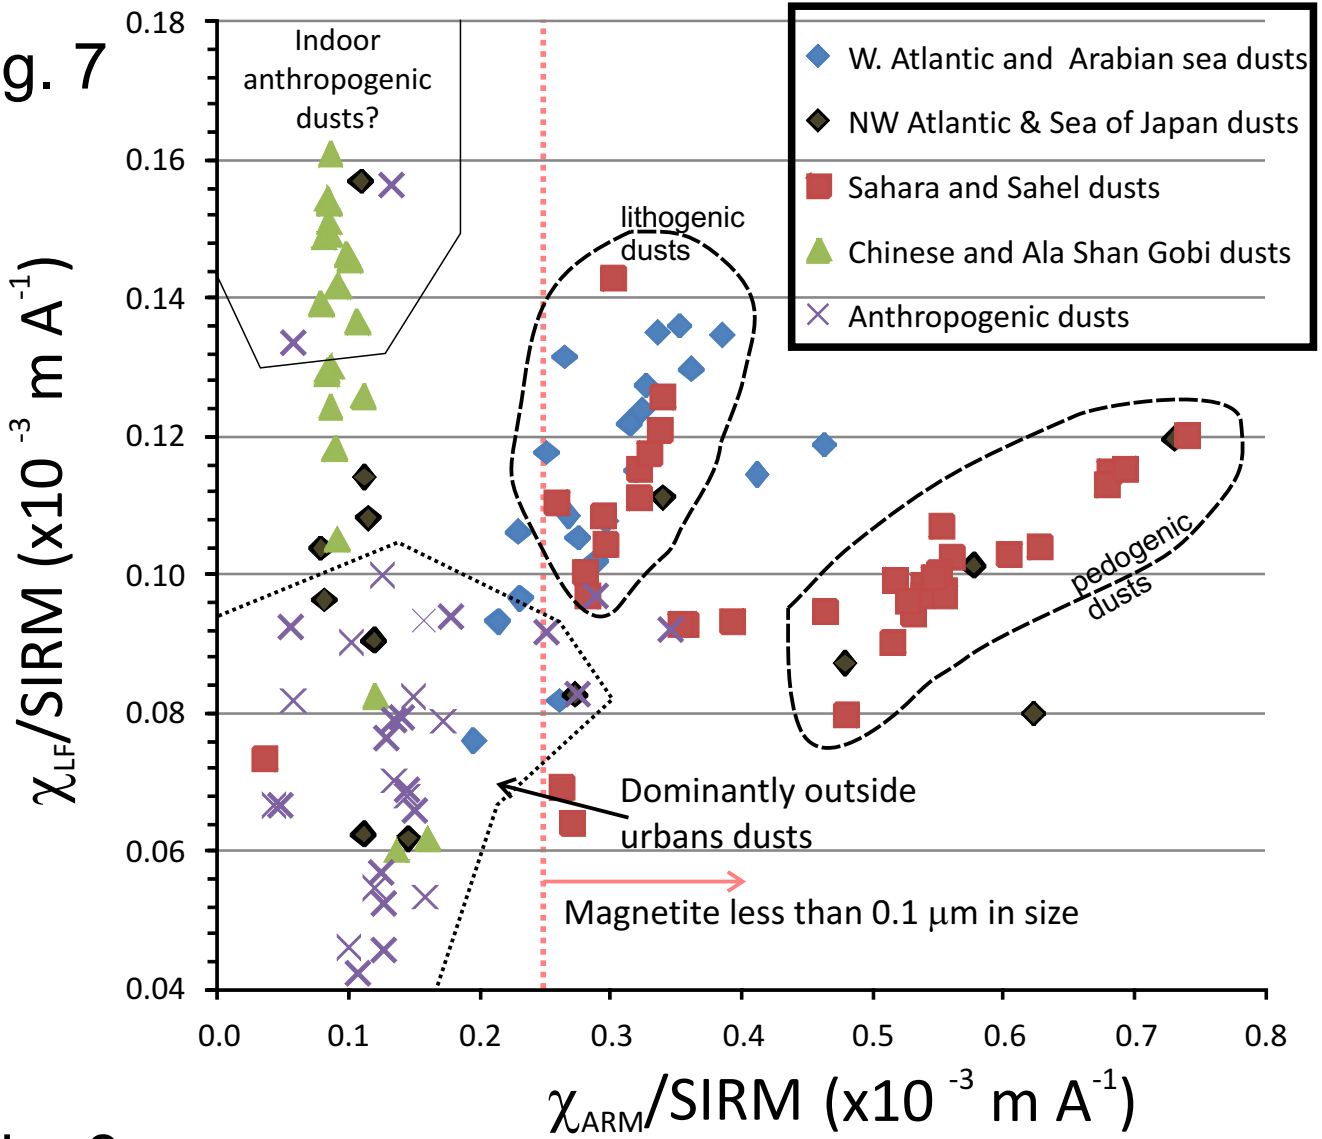 g. 7
0.18
0.16
0.14
0.12
0.10
0.08
0.06
0.04
χLF/SIRM (x10 -3 m A-1)
Indoor
anthropogenic
dusts?
W. Atlantic and Arabian sea dusts
NW Atlantic & Sea of Japan dusts
Sahara and Sahel dusts
Chinese and Ala Shan Gobi dusts
Anthropogenic dusts
lithogenic
dusts
pedogenic
dusts
Dominantly outside
urbans dusts
Magnetite less than 0.1 μm in size
0.0 0.1 0.2 0.3 0.4 0.5 0.6 0.7 0.8
χARM/SIRM (x10 -3 m A-1)